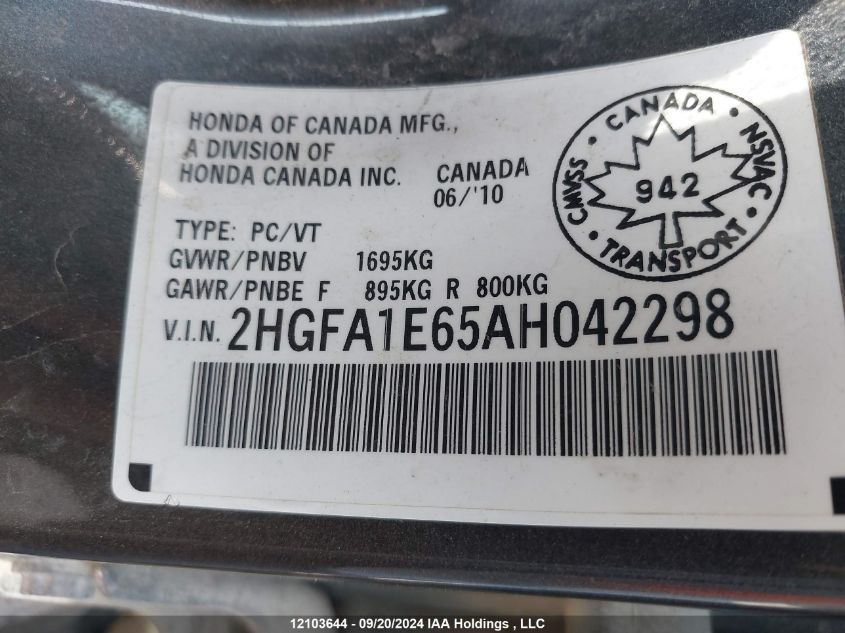 HONDA OF CANADA MFG.,
A DIVISION OF
HONDA CANADA INC. CANADA
06/'10
CANADA
CMVSS • NSVAC
942
TRANSPORT
TYPE: PC/VT
GVWR/PNBV 1695KG
GAWR/PNBE F 895KG R 800KG
V.I.N. 2HGFA1E65AH042298
12103644 - 09/20/2024 IAA Holdings , LLC